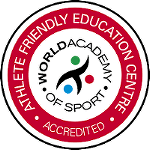 ATHLETE FRIENDLY EDUCATION CENTRE
• ACCREDITED •
• WORLD ACADEMY
OF SPORT •